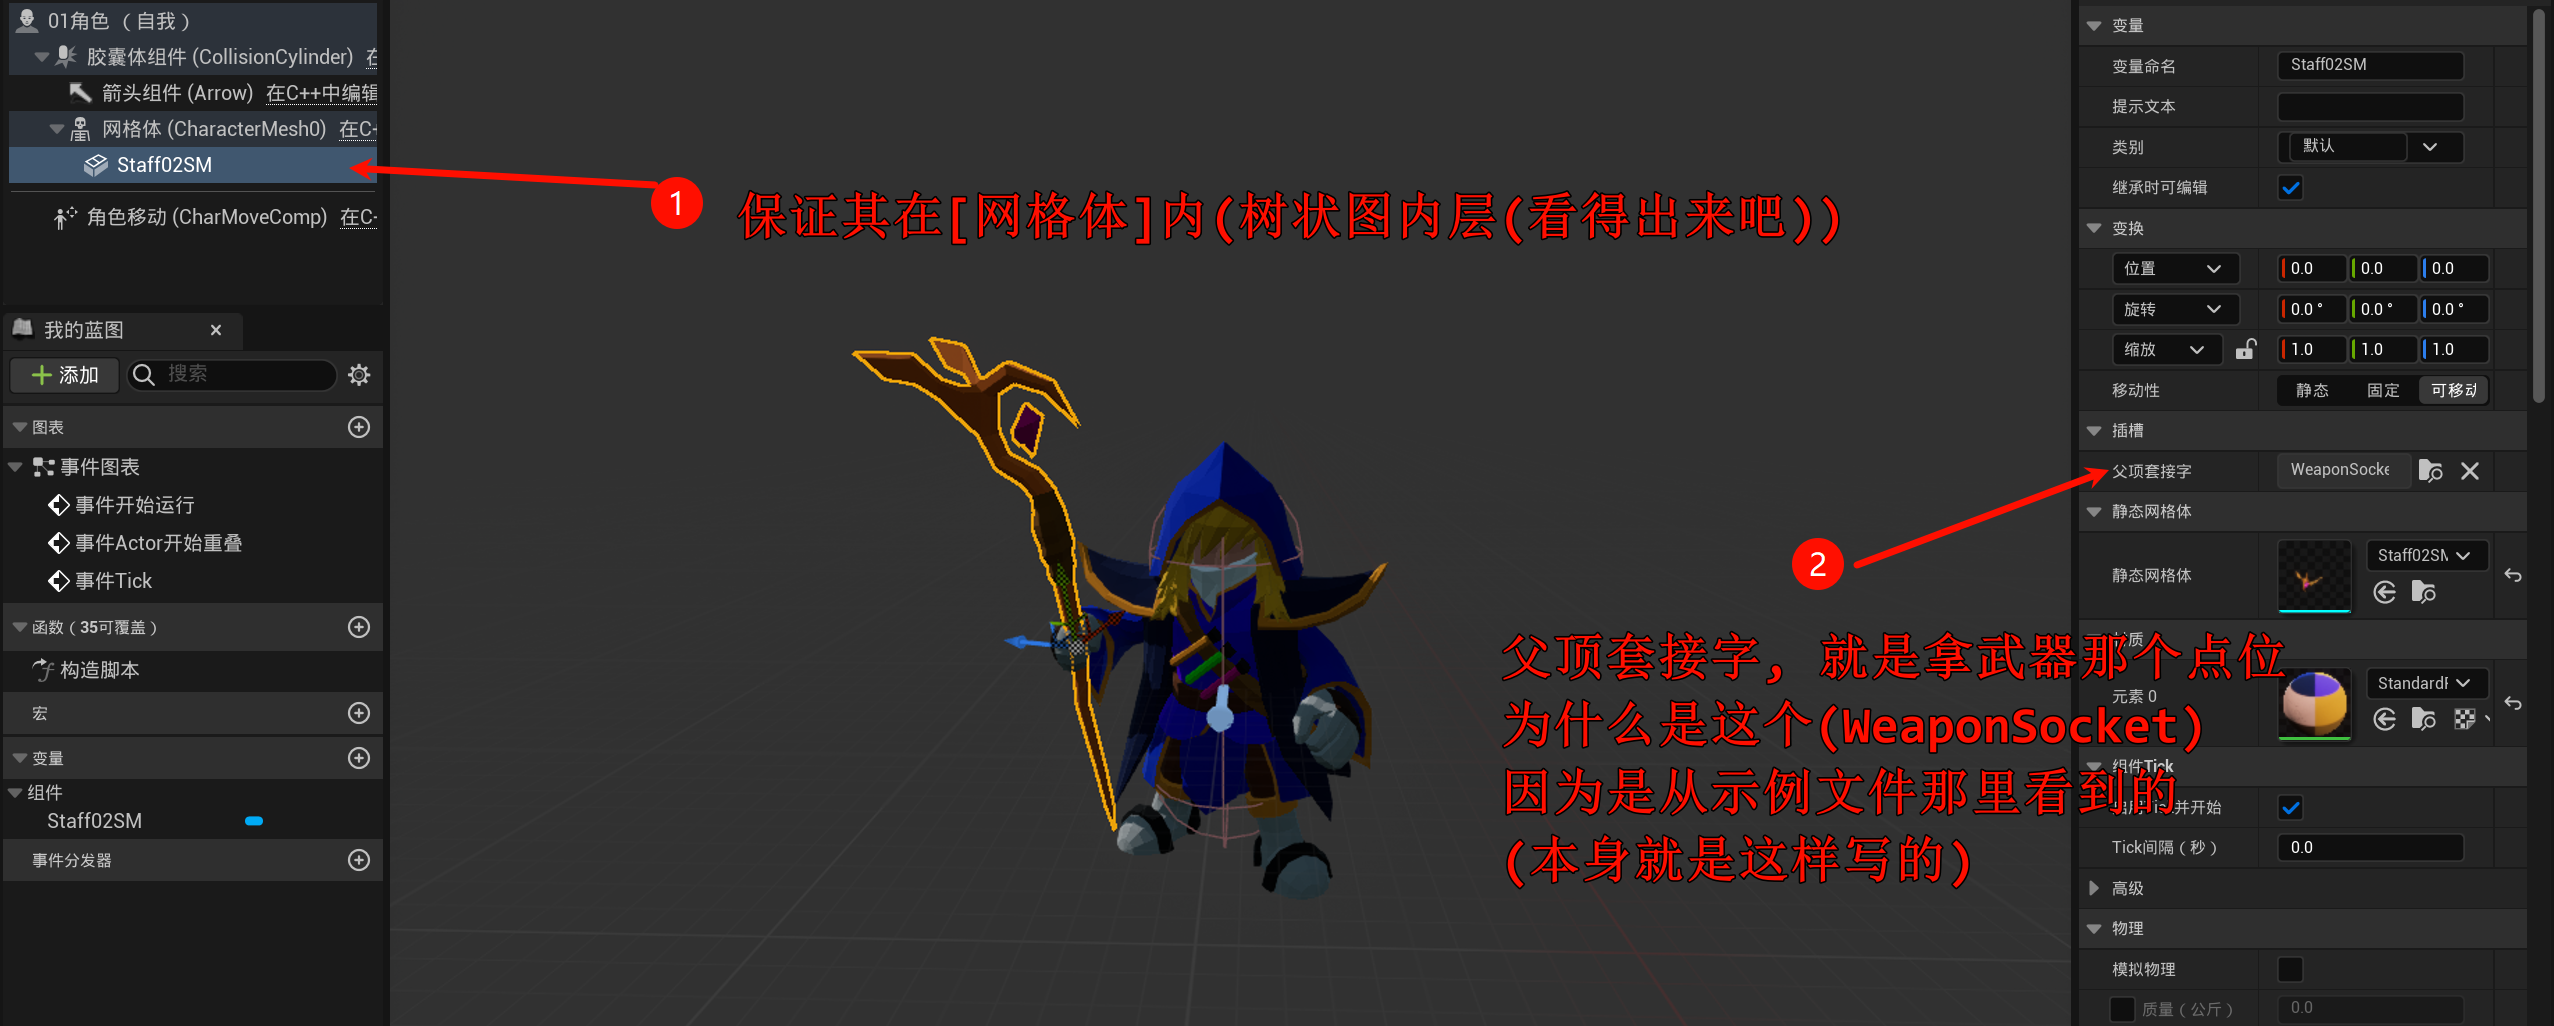 01角色 （自我）
胶囊体组件 (CollisionCylinder) 在
箭头组件 (Arrow) 在C++中编辑
网格体 (CharacterMesh0) 在C+
Staff02SM
角色移动 (CharMoveComp) 在C-
我的蓝图
添加
搜索
图表
事件图表
事件开始运行
事件Actor开始重叠
事件Tick
函数（35可覆盖）
构造脚本
宏
变量
组件
Staff02SM
事件分发器
1
保证其在[网格体]内(树状图内层(看得出来吧))
2
父顶套接字，就是拿武器那个点位
为什么是这个(WeaponSocket)
因为是从示例文件那里看到的
(本身就是这样写的)
变量
变量命名 Staff02SM
提示文本
类别 默认
继承时可编辑
变换
位置 0.0 0.0 0.0
旋转 0.0 ° 0.0 ° 0.0 °
缩放 1.0 1.0 1.0
移动性 静态 固定 可移动
插槽
父项套接字 WeaponSocke
静态网格体
静态网格体 Staff02SM
质
元素 0 Standard
组件Tick
并开始
Tick间隔（秒） 0.0
高级
物理
模拟物理
质量（公斤） 0.0